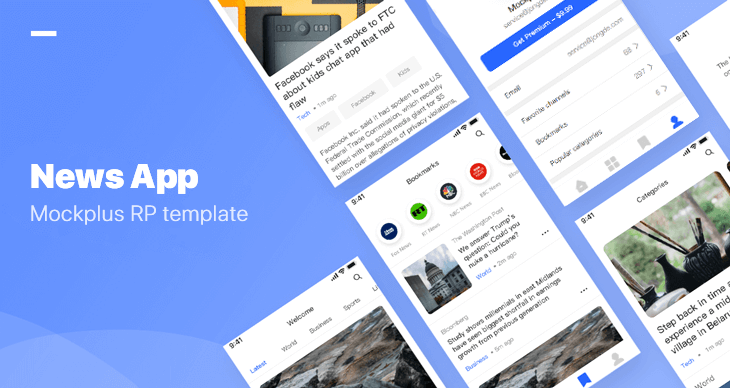 News App
Mockplus RP template
Facebook says it spoke to FTC
about kids chat app that had
flaw
Tech • 1m ago
Apps
Facebook
Kids
Facebook Inc. said it had spoken to the U.S.
Federal Trade Commission, which recently
settled with the social media giant for $5
billion over allegations of privacy violations,
service@jongde.com
Get Premium – $9.99
Email
service@jongde.com
Favorite channels
68
Bookmarks
297
Popular categories
6
9:41
Bookmarks
Fox News
RT News
NBC News
BBC News
The Washington Post
We answer Trump's
question: Could you
nuke a hurricane?
World • 2m ago
Bloomberg
Study shows millennials in east Midlands
have seen biggest shortfall in earnings
growth from previous generation
Business • 5m ago
9:41
Welcome
Latest
World
Business
Sports
9:41
9:41
Categories
Step back in time a
experience a mid
village in Belan
Tech
1m ago
World